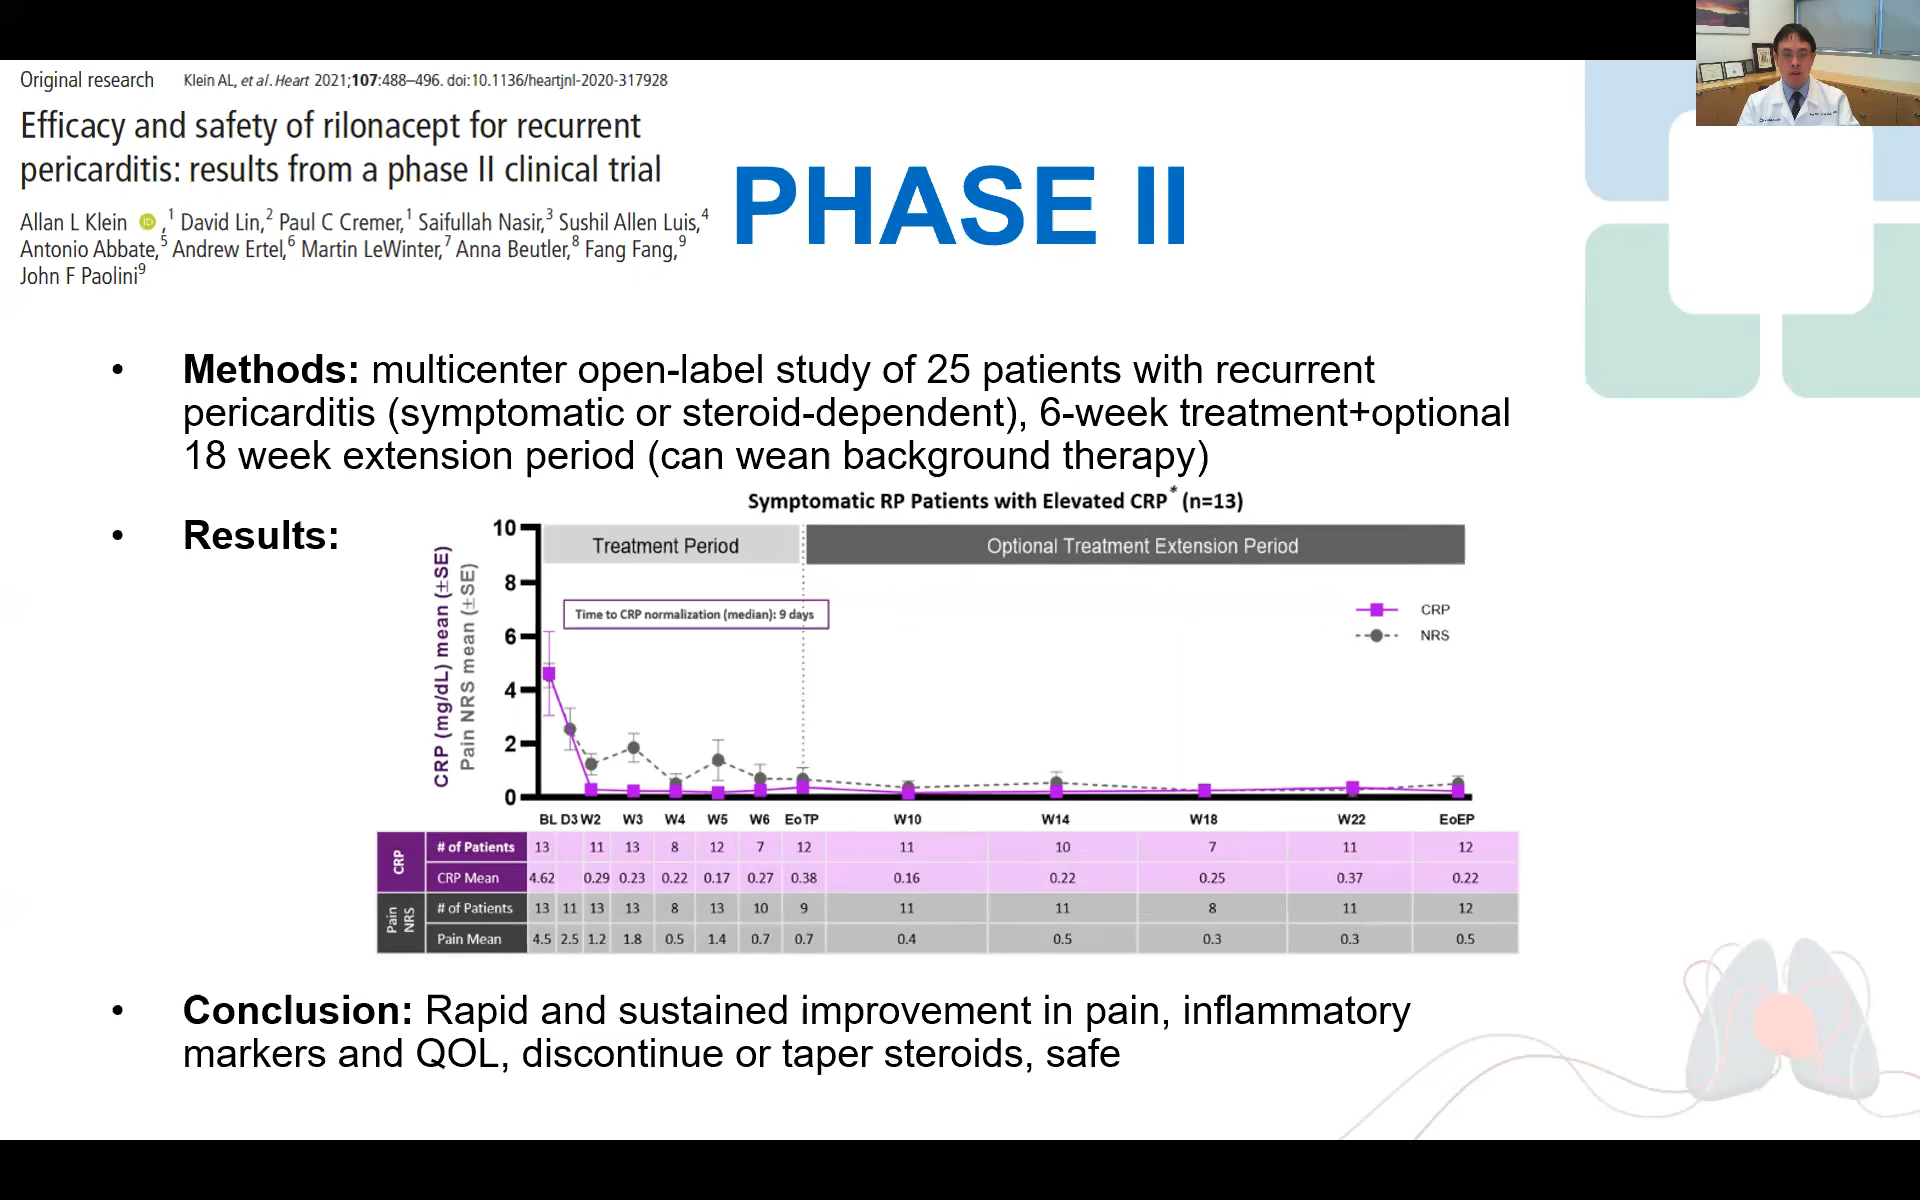 Original research Klein AL, et al. Heart 2021;107:488–496. doi:10.1136/heartjnl-2020-317928
Efficacy and safety of rilonacept for recurrent
pericarditis: results from a phase II clinical trial
Allan L Klein iD ,1 David Lin,2 Paul C Cremer,1 Saifullah Nasir,3 Sushil Allen Luis,4
Antonio Abbate,5 Andrew Ertel,6 Martin LeWinter,7 Anna Beutler,8 Fang Fang,9
John F Paolini9
PHASE II
• Methods: multicenter open-label study of 25 patients with recurrent
pericarditis (symptomatic or steroid-dependent), 6-week treatment+optional
18 week extension period (can wean background therapy)
• Results:
Symptomatic RP Patients with Elevated CRP* (n=13)
CRP (mg/dL) mean (±SE)
Pain NRS mean (±SE)
10
8
6
4
2
0
Treatment Period
Optional Treatment Extension Period
Time to CRP normalization (median): 9 days
CRP
NRS
BL D3 W2 W3 W4 W5 W6 EoTP W10 W14 W18 W22 EoEP
CRP
# of Patients 13 11 13 8 12 7 12 11 10 7 11 12
CRP Mean 4.62 0.29 0.23 0.22 0.17 0.27 0.38 0.16 0.22 0.25 0.37 0.22
Pain NRS
# of Patients 13 11 13 13 8 13 10 9 11 11 8 11 12
Pain Mean 4.5 2.5 1.2 1.8 0.5 1.4 0.7 0.7 0.4 0.5 0.3 0.3 0.5
• Conclusion: Rapid and sustained improvement in pain, inflammatory
markers and QOL, discontinue or taper steroids, safe